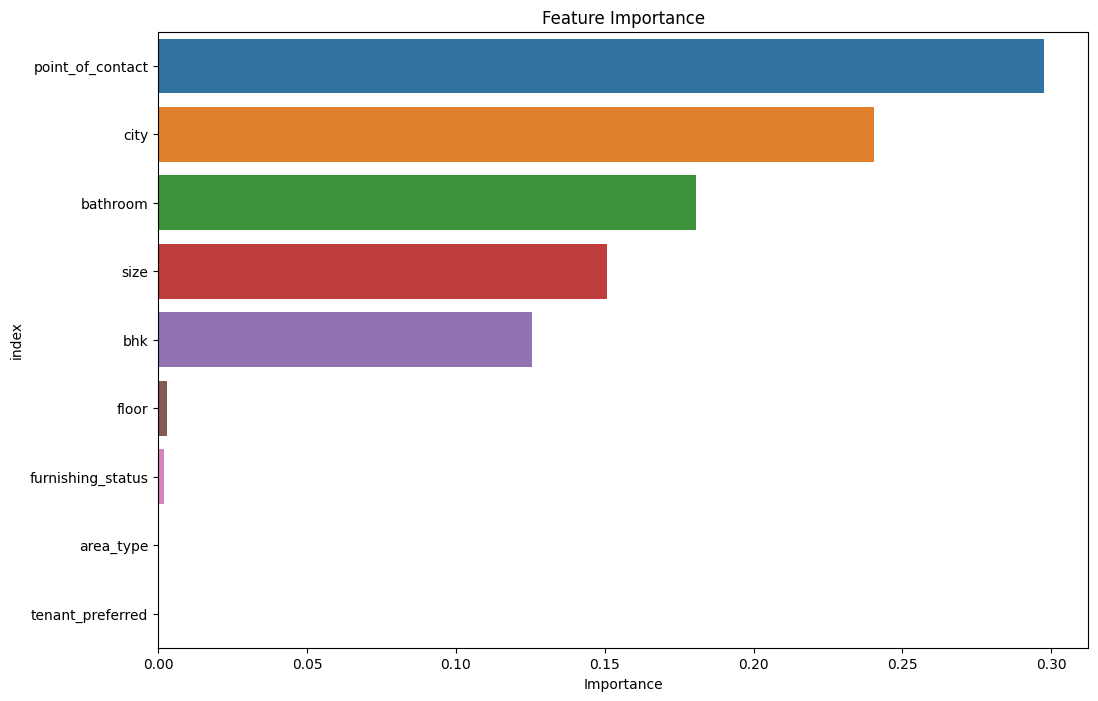 Feature Importance
point_of_contact
city
bathroom
size
bhk
floor
furnishing_status
area_type
tenant_preferred
index
0.00 0.05 0.10 0.15 0.20 0.25 0.30
Importance